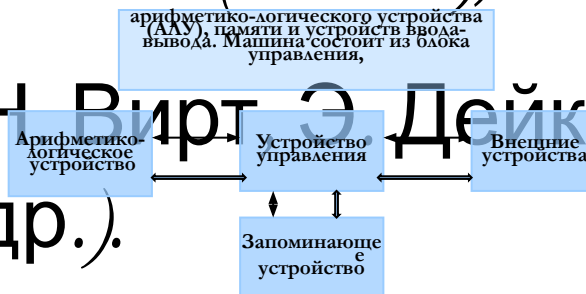 арифметико-логического устройства
(АЛУ), памяти и устройств ввода-
вывода. Машина состоит из блока
управления,
Н. Вирт, Э. Дейк
Арифметико-
логическое
устройство
Устройство
управления
Внешние
устройства
др.).
Запоминающе
е
устройство